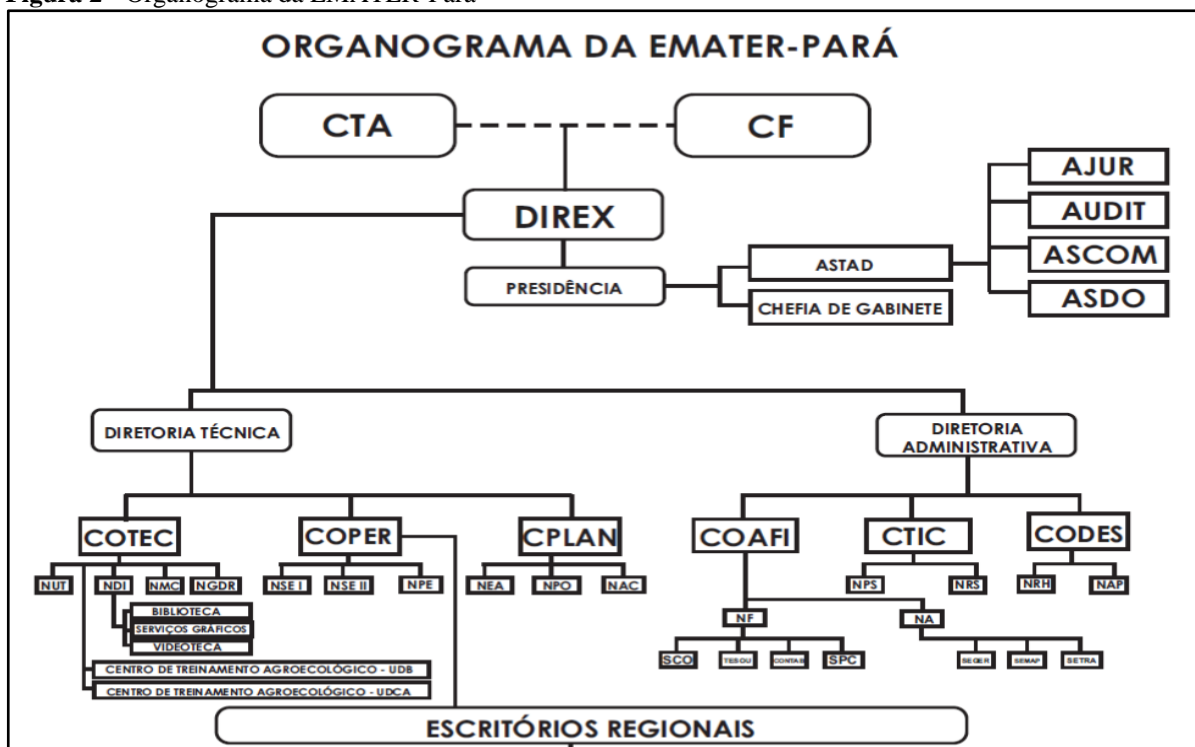 Figura 2 - Organograma da EMATER-Pará
ORGANOGRAMA DA EMATER-PARÁ
CTA
CF
AJUR
DIREX
AUDIT
ASTAD
ASCOM
PRESIDÊNCIA
CHEFIA DE GABINETE
ASDO
DIRETORIA TÉCNICA
DIRETORIA
ADMINISTRATIVA
COTEC
COPER
CPLAN
COAFI
CTIC
CODES
NUT
NDI
NMC
NGDR
NSE I
NSE II
NPE
NEA
NPO
NAC
NPS
NRS
NRH
NAP
BIBLIOTECA
SERVIÇOS GRÁFICOS
VIDEOTECA
NF
NA
SCO
TESOU
CONTAB
SPC
SEGER
SEMAP
SETRA
CENTRO DE TREINAMENTO AGROECOLÓGICO - UDB
CENTRO DE TREINAMENTO AGROECOLÓGICO - UDCA
ESCRITÓRIOS REGIONAIS